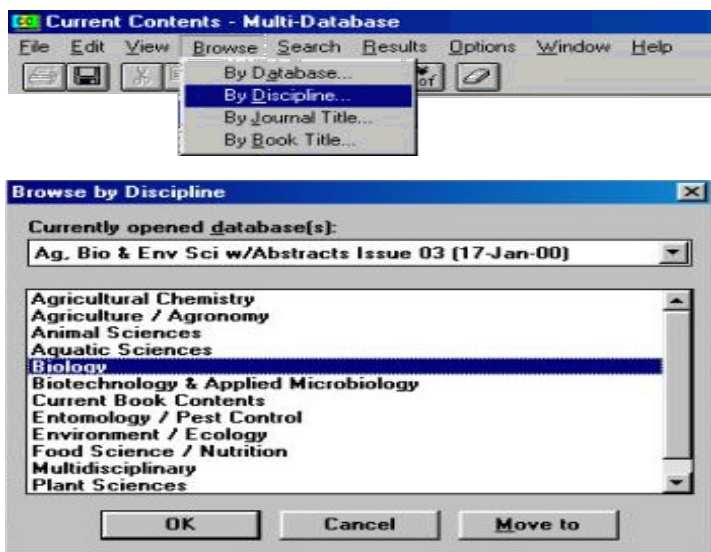 Current Contents - Multi-Database
File Edit View Browse Search Results Options Window Help
By Database...
By Discipline...
By Journal Title...
By Book Title...
Browse by Discipline
Currently opened database(s):
Ag, Bio & Env Sci w/Abstracts Issue 03 (17-Jan-00)
Agricultural Chemistry
Agriculture / Agronomy
Animal Sciences
Aquatic Sciences
Biology
Biotechnology & Applied Microbiology
Current Book Contents
Entomology / Pest Control
Environment / Ecology
Food Science / Nutrition
Multidisciplinary
Plant Sciences
OK Cancel Move to